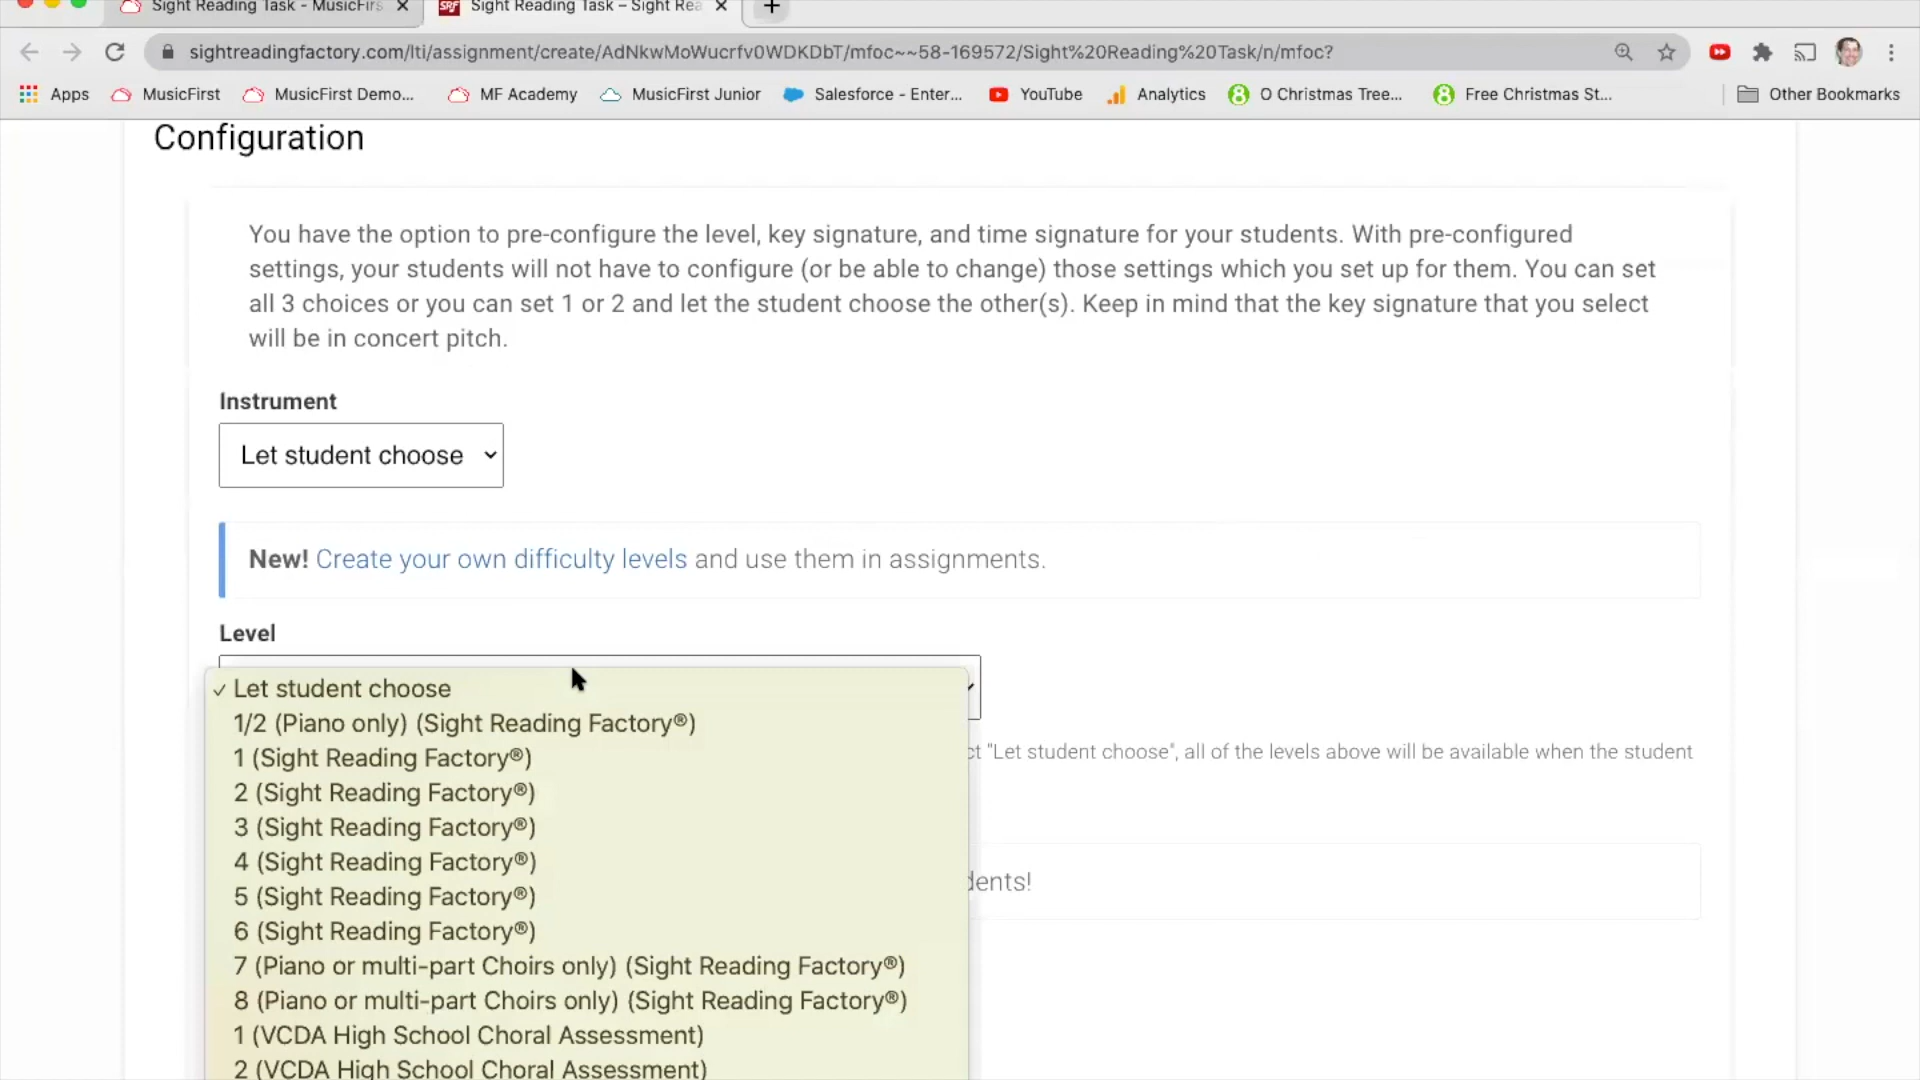 Sight Reading Task - MusicFirs
SRF Sight Reading Task – Sight Rea
sightreadingfactory.com/lti/assignment/create/AdNkwMoWucrfv0WDKDbT/mfoc~~58-169572/Sight%20Reading%20Task/n/mfoc?
Apps MusicFirst MusicFirst Demo... MF Academy MusicFirst Junior Salesforce - Enter... YouTube Analytics O Christmas Tree... Free Christmas St... Other Bookmarks
Configuration
You have the option to pre-configure the level, key signature, and time signature for your students. With pre-configured
settings, your students will not have to configure (or be able to change) those settings which you set up for them. You can set
all 3 choices or you can set 1 or 2 and let the student choose the other(s). Keep in mind that the key signature that you select
will be in concert pitch.
Instrument
Let student choose
New! Create your own difficulty levels and use them in assignments.
Level
✓ Let student choose
1/2 (Piano only) (Sight Reading Factory®)
1 (Sight Reading Factory®)
ct "Let student choose", all of the levels above will be available when the student
2 (Sight Reading Factory®)
3 (Sight Reading Factory®)
4 (Sight Reading Factory®)
dents!
5 (Sight Reading Factory®)
6 (Sight Reading Factory®)
7 (Piano or multi-part Choirs only) (Sight Reading Factory®)
8 (Piano or multi-part Choirs only) (Sight Reading Factory®)
1 (VCDA High School Choral Assessment)
2 (VCDA High School Choral Assessment)